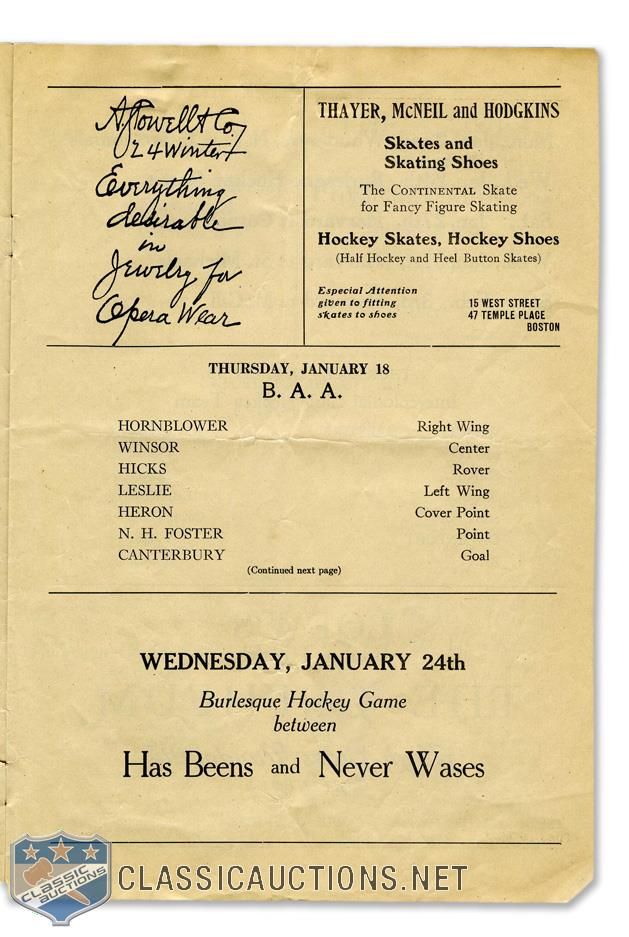 A. Stowell & Co.
24 Winter
Everything
desirable
in
Jewelry for
Opera Wear
THAYER, McNEIL and HODGKINS
Skates and
Skating Shoes
The CONTINENTAL Skate
for Fancy Figure Skating
Hockey Skates, Hockey Shoes
(Half Hockey and Heel Button Skates)
Especial Attention
given to fitting
skates to shoes
15 WEST STREET
47 TEMPLE PLACE
BOSTON
THURSDAY, JANUARY 18
B. A. A.
HORNBLOWER Right Wing
WINSOR Center
HICKS Rover
LESLIE Left Wing
HERON Cover Point
N. H. FOSTER Point
CANTERBURY Goal
(Continued next page)
WEDNESDAY, JANUARY 24th
Burlesque Hockey Game
between
Has Beens and Never Wases
CLASSIC
AUCTIONS
CLASSICAUCTIONS.NET